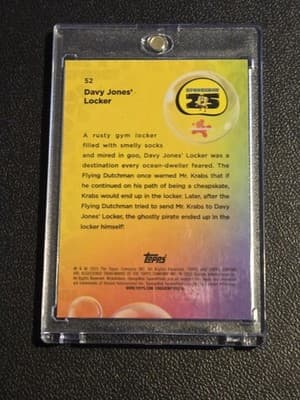 52
Davy Jones'
Locker
SPONGEBOB
25
A rusty gym locker
filled with smelly socks
and mired in goo, Davy Jones' Locker was a
destination every ocean-dweller feared. The
Flying Dutchman once warned Mr. Krabs that if
he continued on his path of being a cheapskate,
Krabs would end up in the locker. Later, after the
Flying Dutchman tried to send Mr. Krabs to Davy
Jones' Locker, the ghostly pirate ended up in the
locker himself!
Topps